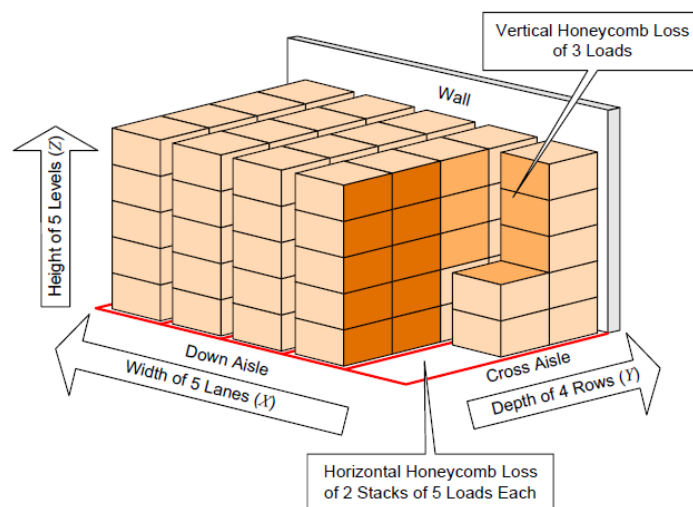 Vertical Honeycomb Loss
of 3 Loads
Wall
Height of 5 Levels (Z)
Down Aisle
Width of 5 Lanes (X)
Cross Aisle
Depth of 4 Rows (Y)
Horizontal Honeycomb Loss
of 2 Stacks of 5 Loads Each